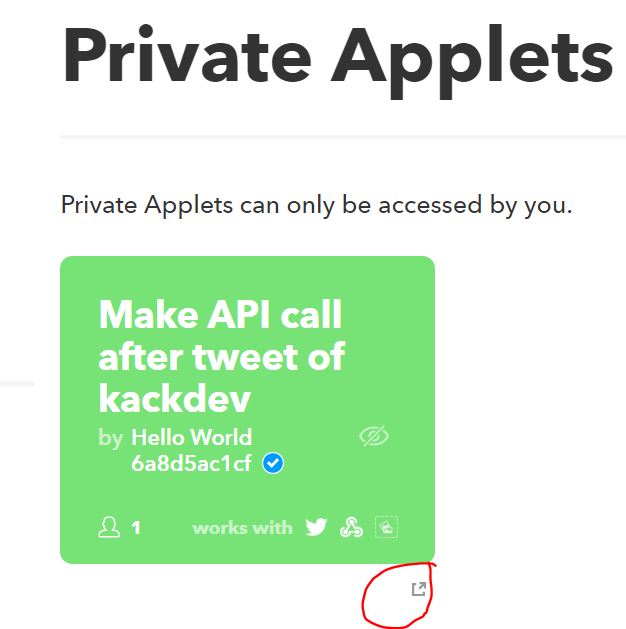 Private Applets
Private Applets can only be accessed by you.
Make API call
after tweet of
kackdev
by Hello World
6a8d5ac1cf
1
works with